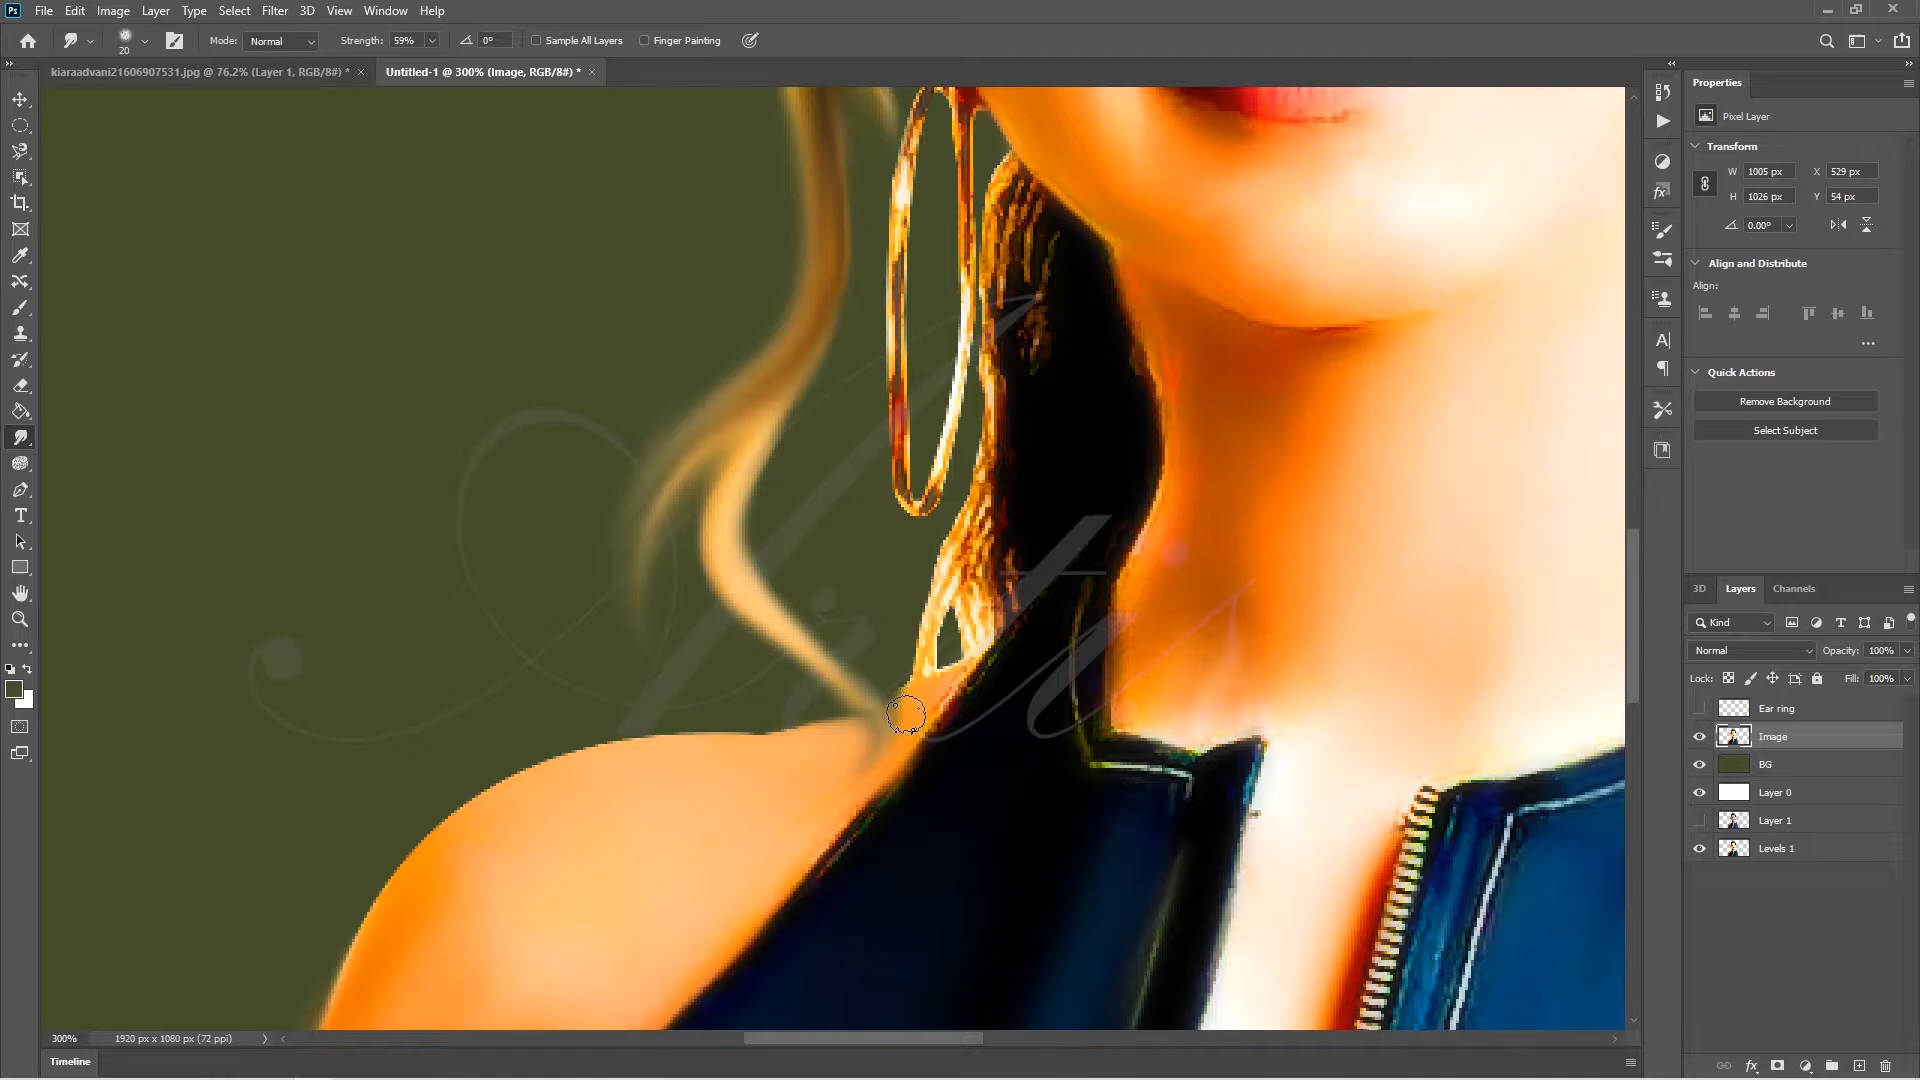 Ps File Edit Image Layer Type Select Filter 3D View Window Help
20 Mode: Normal Strength: 59% 0° Sample All Layers Finger Painting
kiaraadvani21606907531.jpg @ 76.2% (Layer 1, RGB/8#) * × Untitled-1 @ 300% (Image, RGB/8#) * ×
Properties
Pixel Layer
Transform
W 1005 px X 529 px
H 1026 px Y 54 px
0.00°
Align and Distribute
Align:
Quick Actions
Remove Background
Select Subject
3D Layers Channels
Kind
Normal Opacity: 100%
Lock: Fill: 100%
Ear ring
Image
BG
Layer 0
Layer 1
Levels 1
300% 1920 px x 1080 px (72 ppi)
Timeline